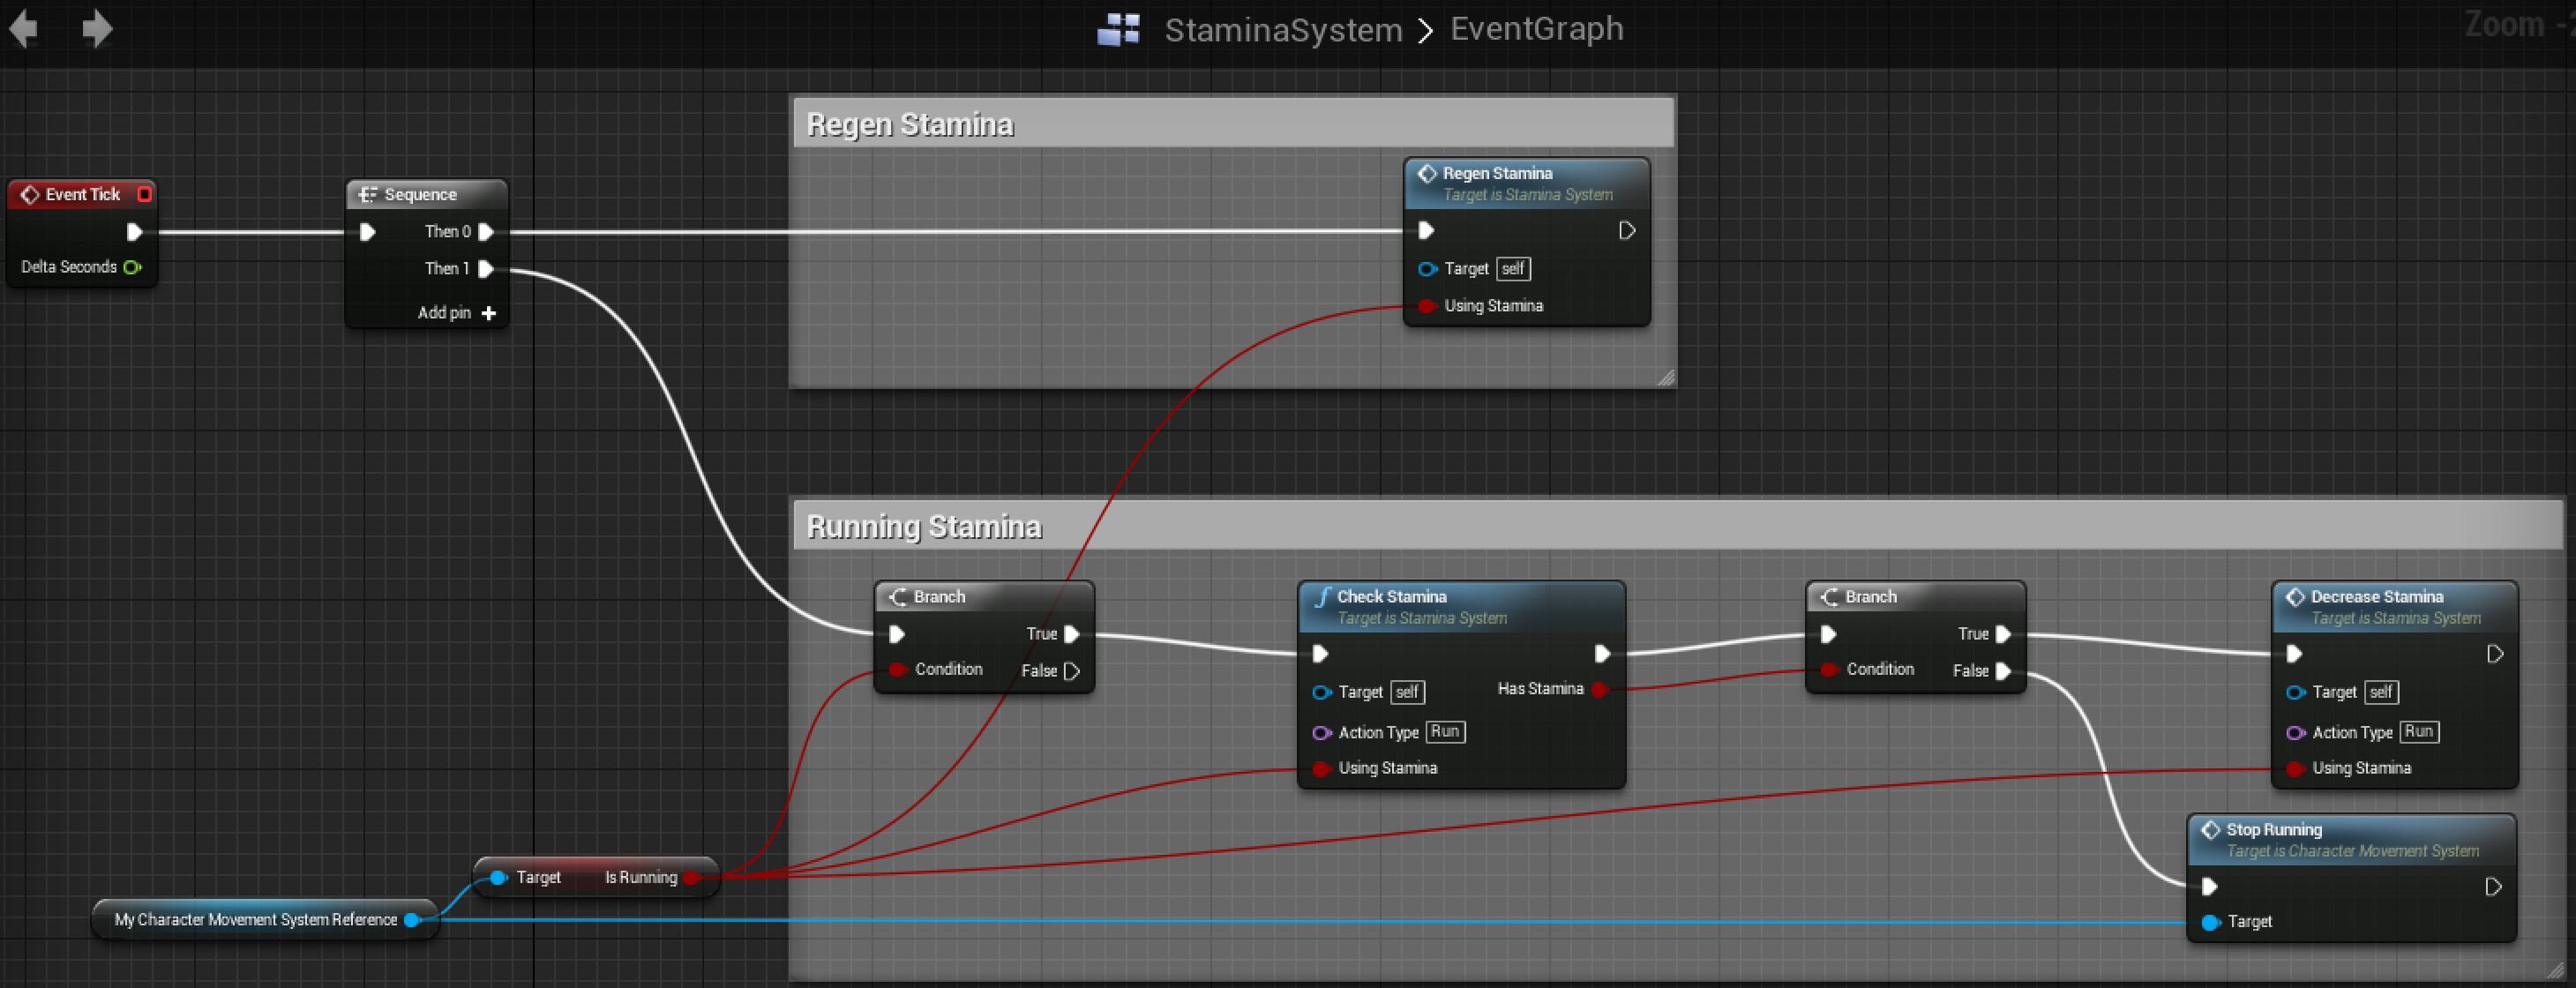 StaminaSystem > EventGraph
Zoom -2
Regen Stamina
Event Tick
Delta Seconds
Sequence
Then 0
Then 1
Add pin
Regen Stamina
Target is Stamina System
Target self
Using Stamina
Running Stamina
Branch
True
Condition
False
Check Stamina
Target is Stamina System
Target self
Has Stamina
Action Type Run
Using Stamina
Branch
True
Condition
False
Decrease Stamina
Target is Stamina System
Target self
Action Type Run
Using Stamina
Stop Running
Target is Character Movement System
Target
Target Is Running
My Character Movement System Reference